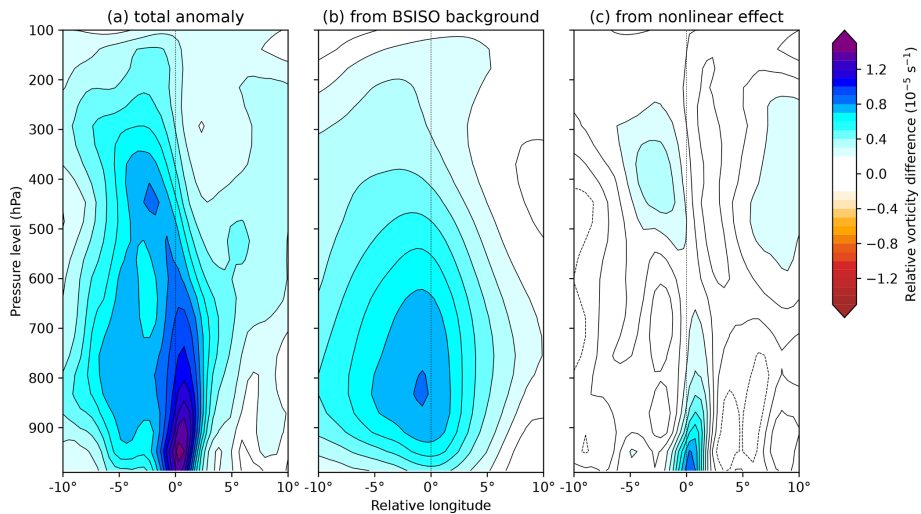 (a) total anomaly
(b) from BSISO background
(c) from nonlinear effect
100
200
300
400
500
600
700
800
900
Pressure level (hPa)
-10° -5° 0° 5° 10°
-10° -5° 0° 5° 10°
-10° -5° 0° 5° 10°
Relative longitude
1.2
0.8
0.4
0.0
−0.4
−0.8
−1.2
Relative vorticity difference (10⁻⁵ s⁻¹)